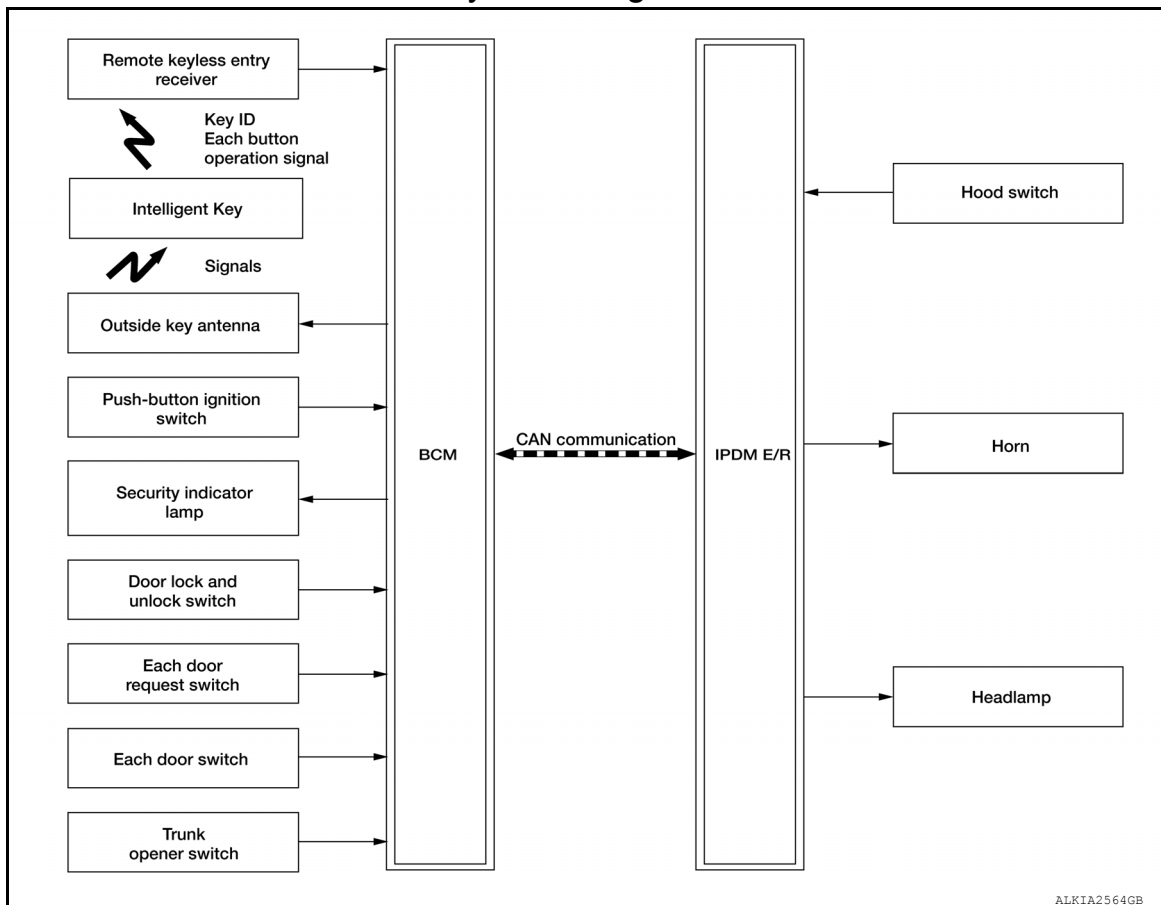 Remote keyless entry
receiver
Key ID
Each button
operation signal
Intelligent Key
Signals
Outside key antenna
Push-button ignition
switch
Security indicator
lamp
Door lock and
unlock switch
Each door
request switch
Each door switch
Trunk
opener switch
BCM
CAN communication
IPDM E/R
Hood switch
Horn
Headlamp
ALKIA2564GB